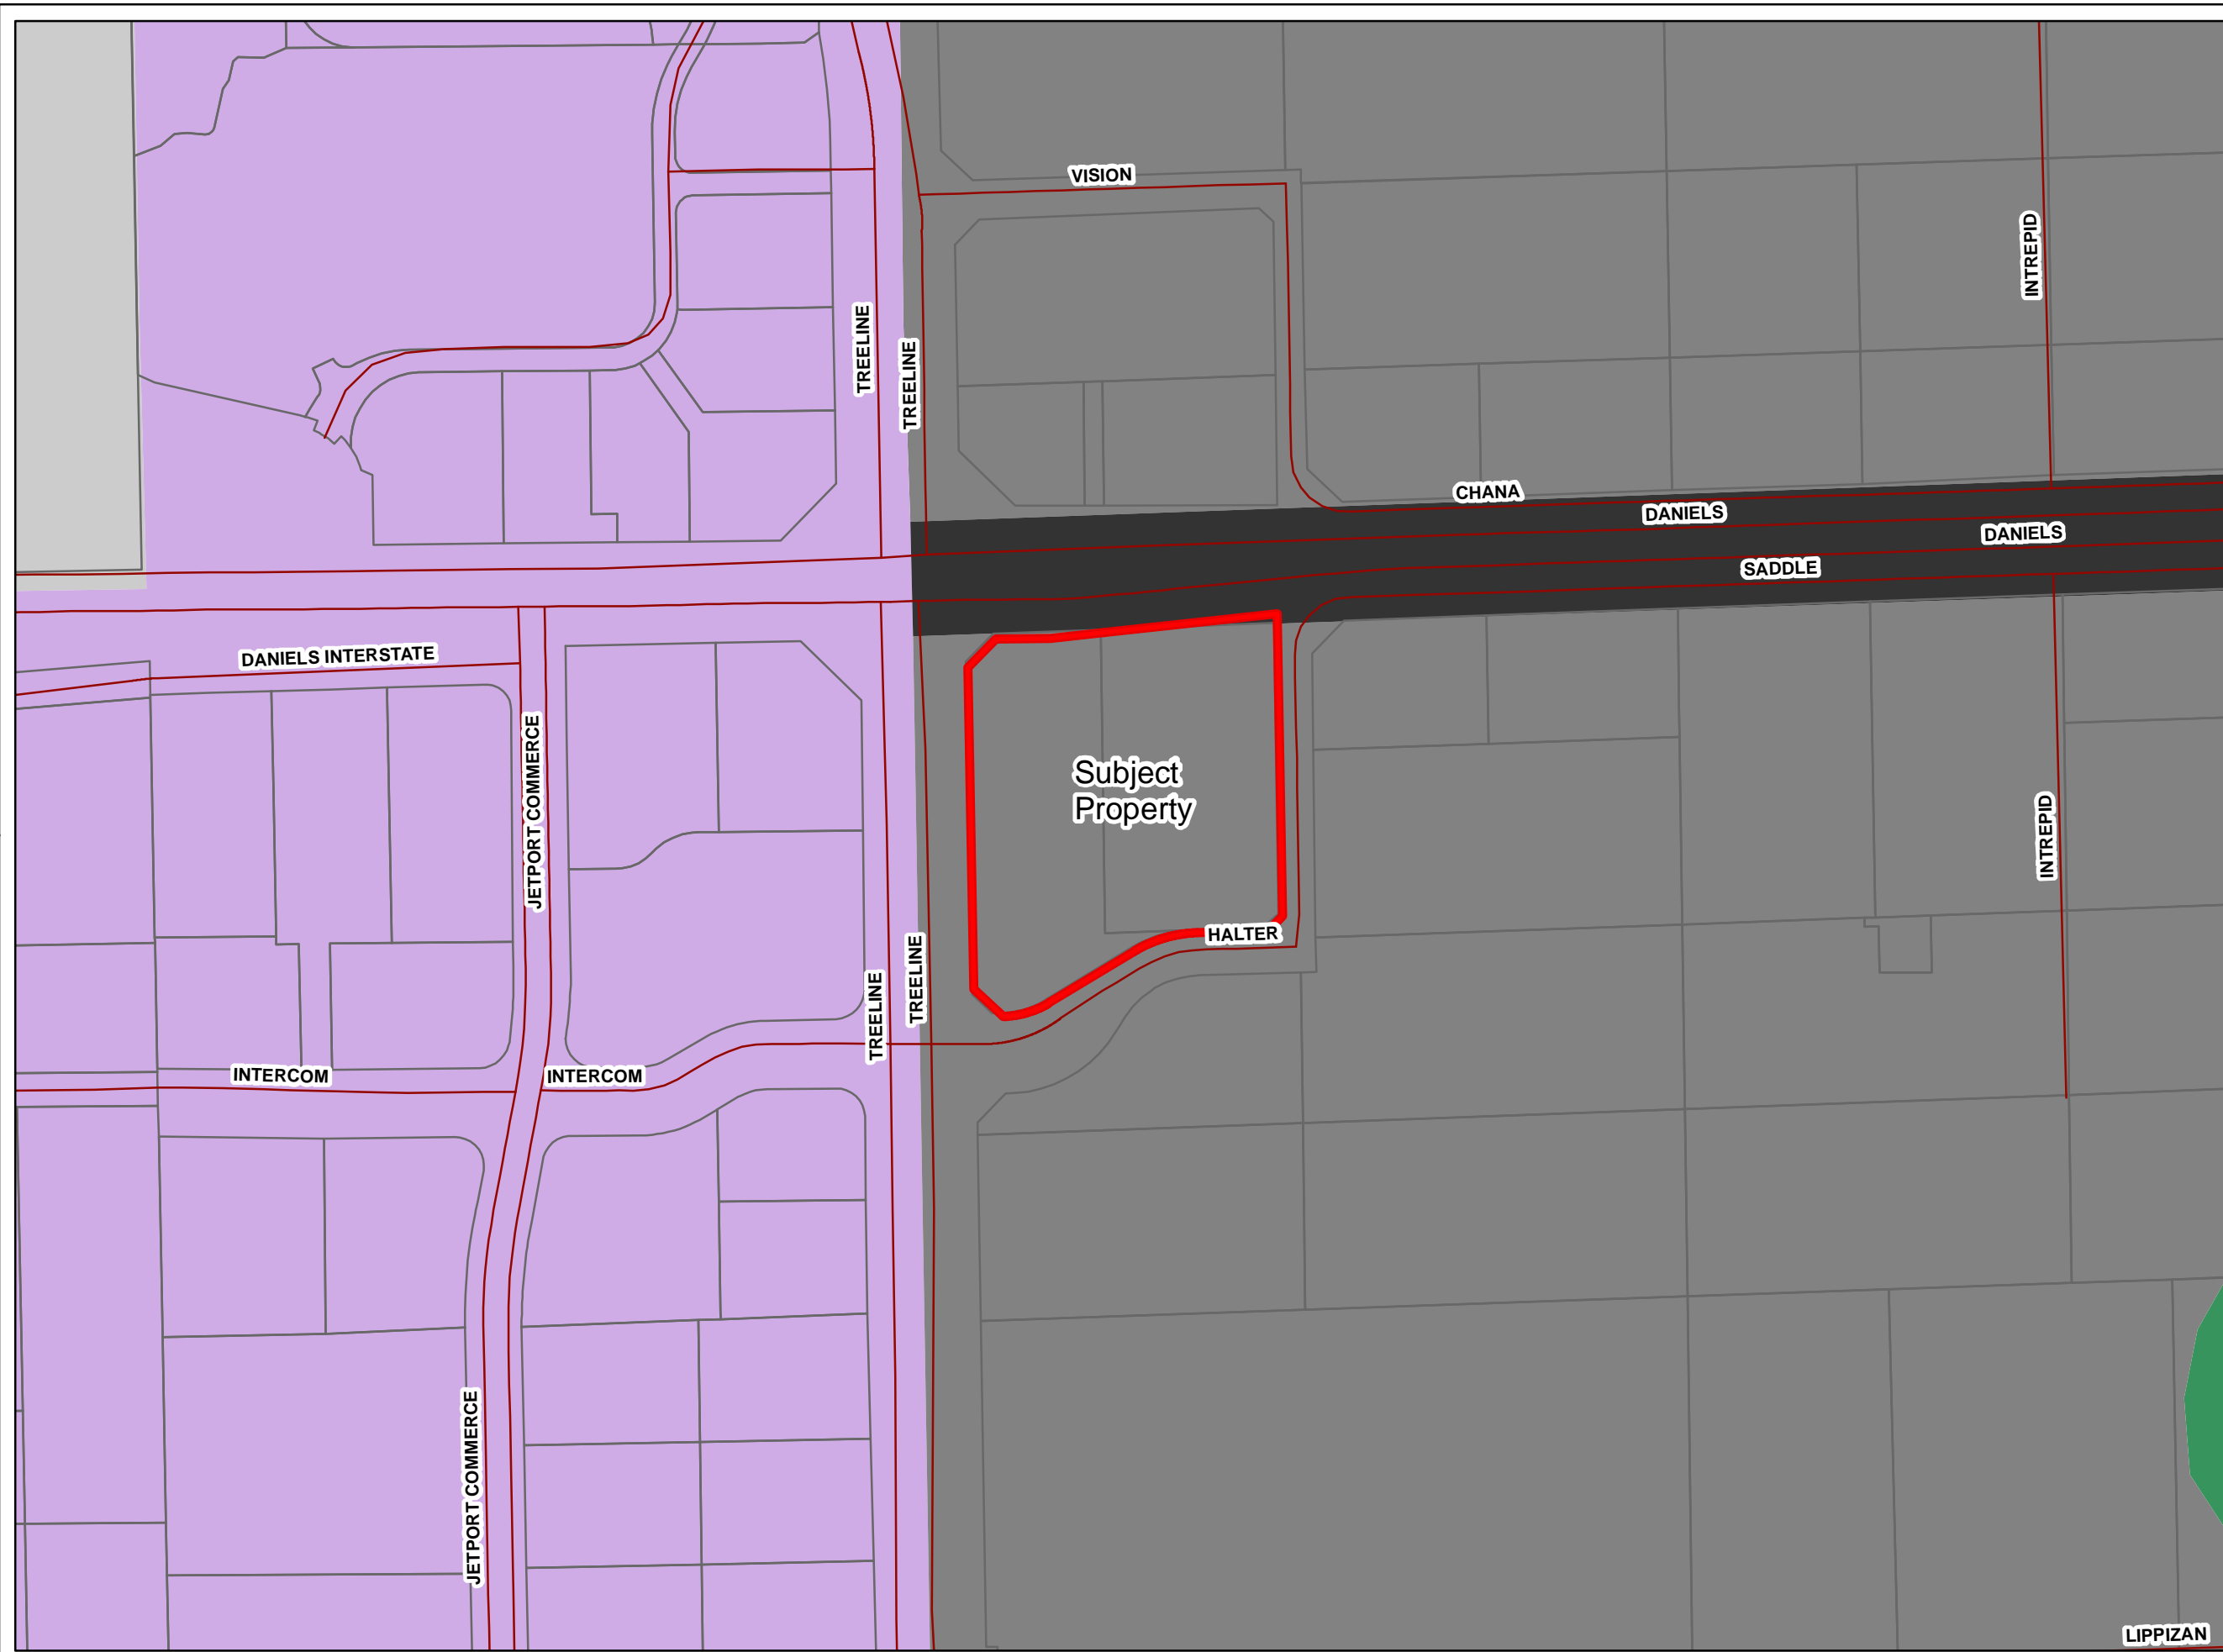 VISION
INTREPID
TREELINE
TREELINE
CHANA
DANIELS
DANIELS
SADDLE
DANIELS INTERSTATE
JETPORT COMMERCE
Subject
Property
INTREPID
HALTER
TREELINE
TREELINE
INTERCOM
INTERCOM
JETPORT COMMERCE
LIPPIZAN